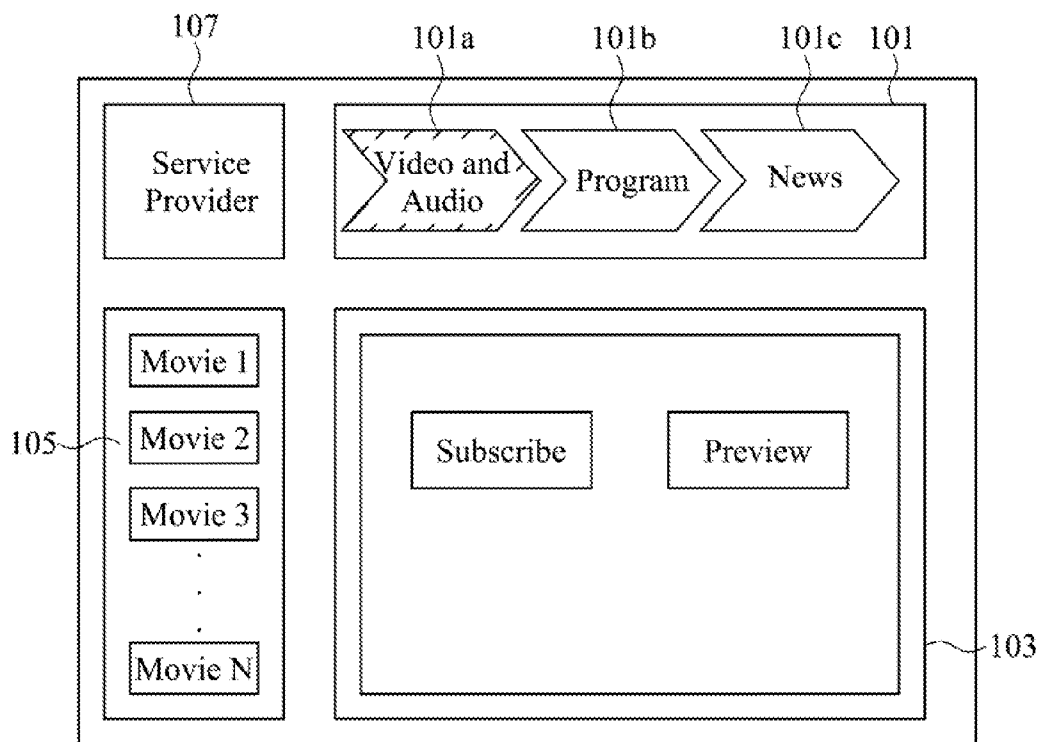 107
101a
101b
101c
101
Service
Provider
Video and
Audio
Program
News
Movie 1
Movie 2
Movie 3
.
.
.
Movie N
105
Subscribe
Preview
103